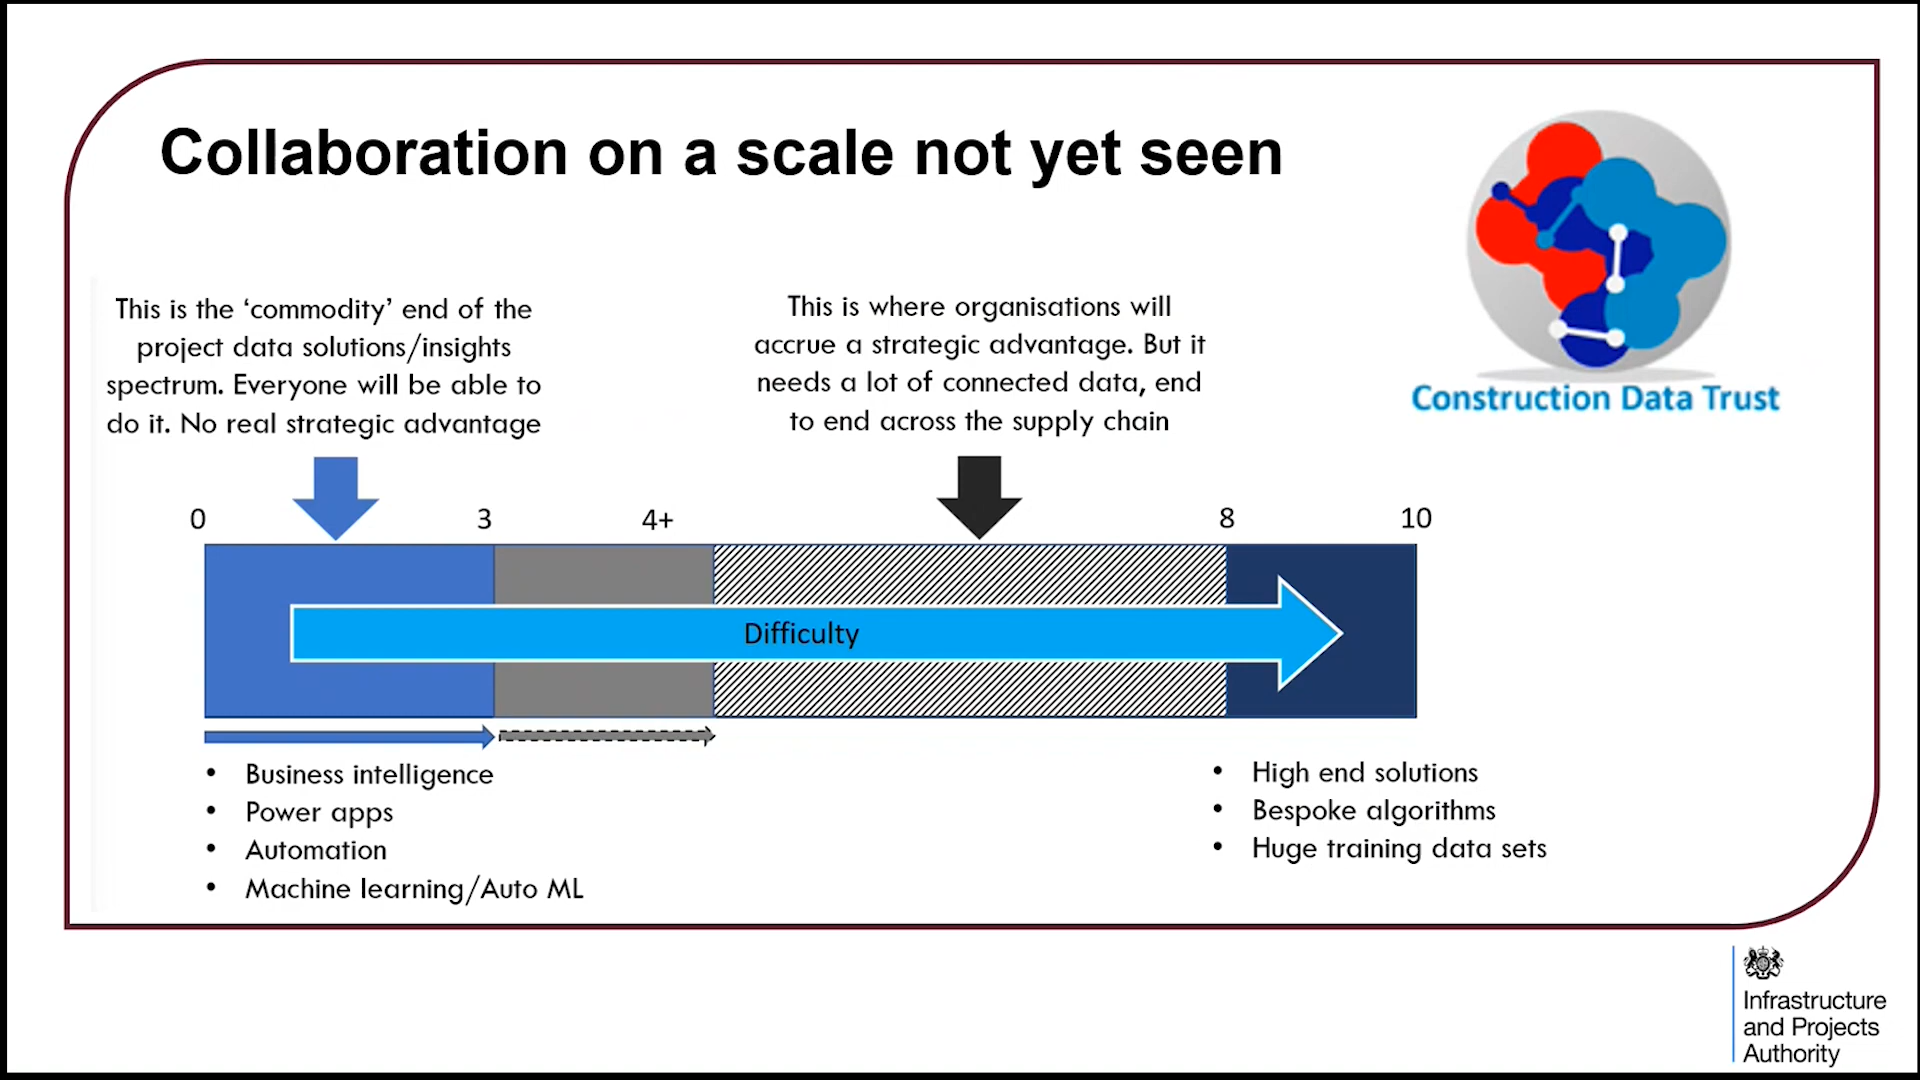 Collaboration on a scale not yet seen
Construction Data Trust
This is the ‘commodity’ end of the
project data solutions/insights
spectrum. Everyone will be able to
do it. No real strategic advantage
This is where organisations will
accrue a strategic advantage. But it
needs a lot of connected data, end
to end across the supply chain
0
3
4+
8
10
Difficulty
• Business intelligence
• Power apps
• Automation
• Machine learning/Auto ML
• High end solutions
• Bespoke algorithms
• Huge training data sets
Infrastructure
and Projects
Authority